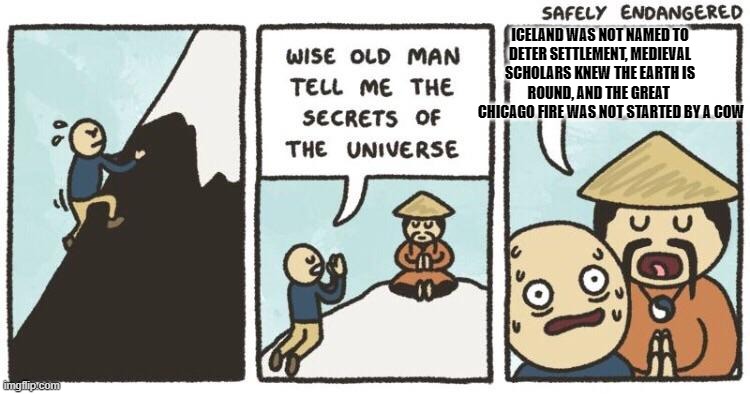 SAFELY ENDANGERED
WISE OLD MAN
TELL ME THE
SECRETS OF
THE UNIVERSE
ICELAND WAS NOT NAMED TO
DETER SETTLEMENT, MEDIEVAL
SCHOLARS KNEW THE EARTH IS
ROUND, AND THE GREAT
CHICAGO FIRE WAS NOT STARTED BY A COW
imgflip.com